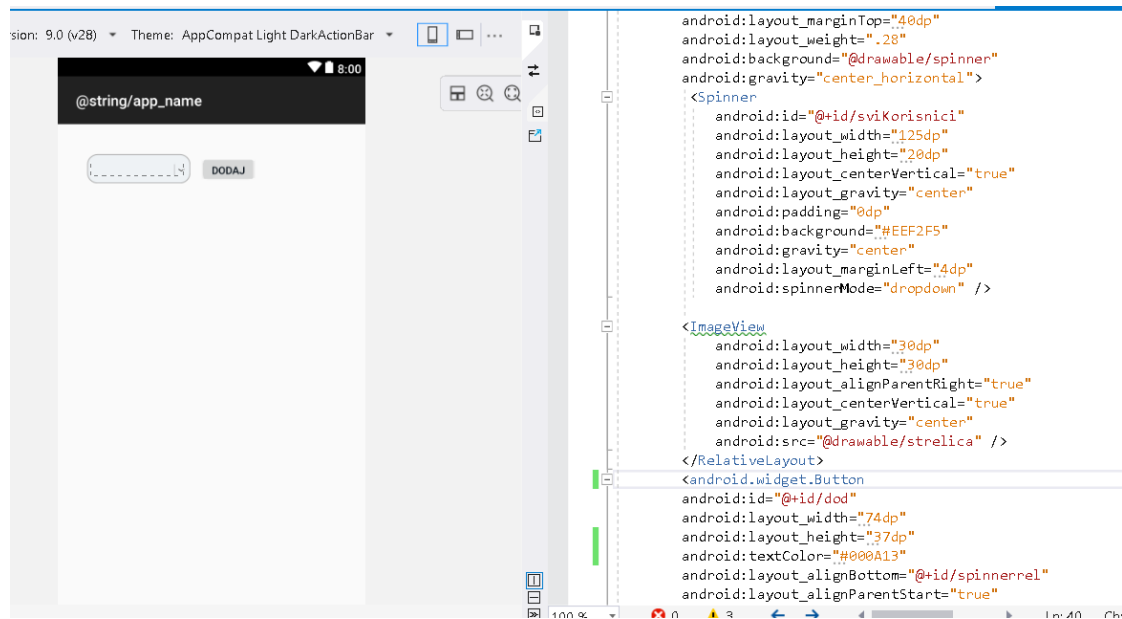 rsion: 9.0 (v28) Theme: AppCompat Light DarkActionBar ...
8:00
@string/app_name
DODAJ
android:layout_marginTop="40dp"
android:layout_weight=".28"
android:background="@drawable/spinner"
android:gravity="center_horizontal">
<Spinner
android:id="@+id/sviKorisnici"
android:layout_width="125dp"
android:layout_height="20dp"
android:layout_centerVertical="true"
android:layout_gravity="center"
android:padding="0dp"
android:background="#EEF2F5"
android:gravity="center"
android:layout_marginLeft="4dp"
android:spinnerMode="dropdown" />
<ImageView
android:layout_width="30dp"
android:layout_height="30dp"
android:layout_alignParentRight="true"
android:layout_centerVertical="true"
android:layout_gravity="center"
android:src="@drawable/strelica" />
</RelativeLayout>
<android.widget.Button
android:id="@+id/dod"
android:layout_width="74dp"
android:layout_height="37dp"
android:textColor="#000A13"
android:layout_alignBottom="@+id/spinnerrel"
android:layout_alignParentStart="true"
100 % 0 3 Ln: 40 Ch: